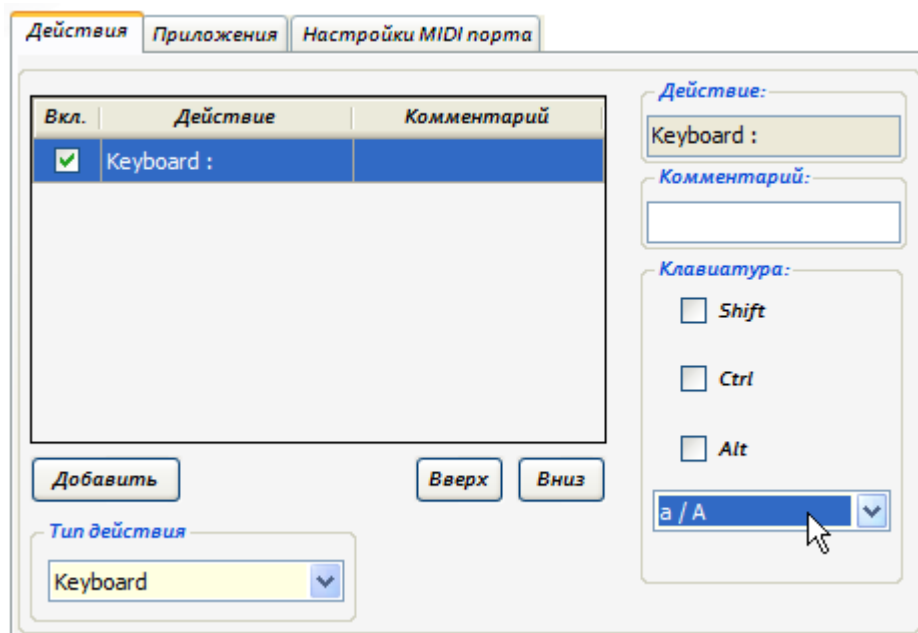 Действия Приложения Настройки MIDI порта
Вкл. Действие Комментарий
Keyboard :
Добавить Вверх Вниз
Тип действия
Keyboard
Действие:
Keyboard :
Комментарий:
Клавиатура:
Shift
Ctrl
Alt
a / A